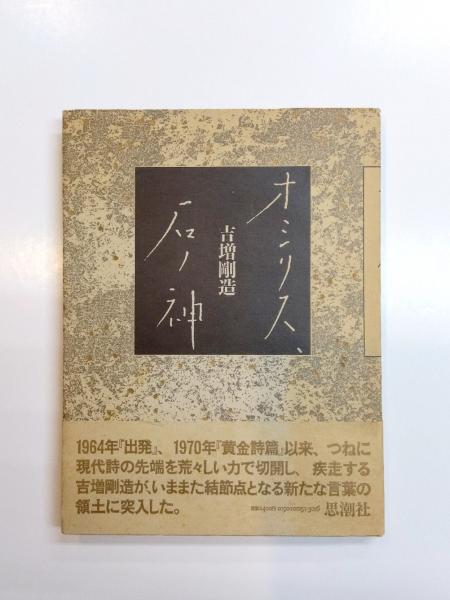 オシリス、
石ノ神
吉増剛造
1964年『出発』、1970年『黄金詩篇』以来、つねに
現代詩の先端を荒々しい力で切開し、疾走する
吉増剛造が、いままた結節点となる新たな言葉の
領土に突入した。
思潮社